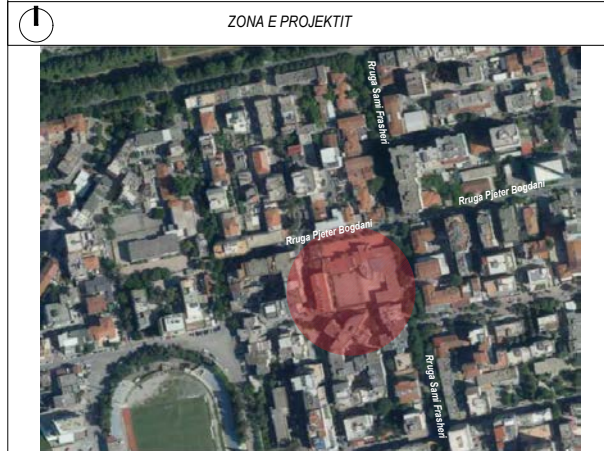 ZONA E PROJEKTIT
Rruga Sami Frasheri
Rruga Pjeter Bogdani
Rruga Pjeter Bogdani
Rruga Sami Frasheri